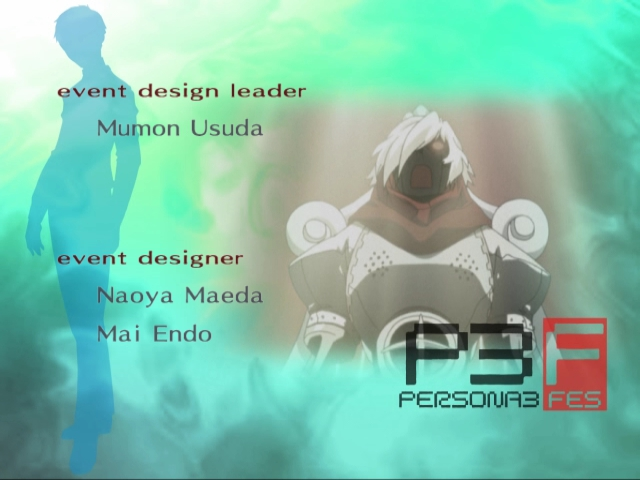 event design leader
Mumon Usuda
event designer
Naoya Maeda
Mai Endo
P3F
PERSONA3 FES